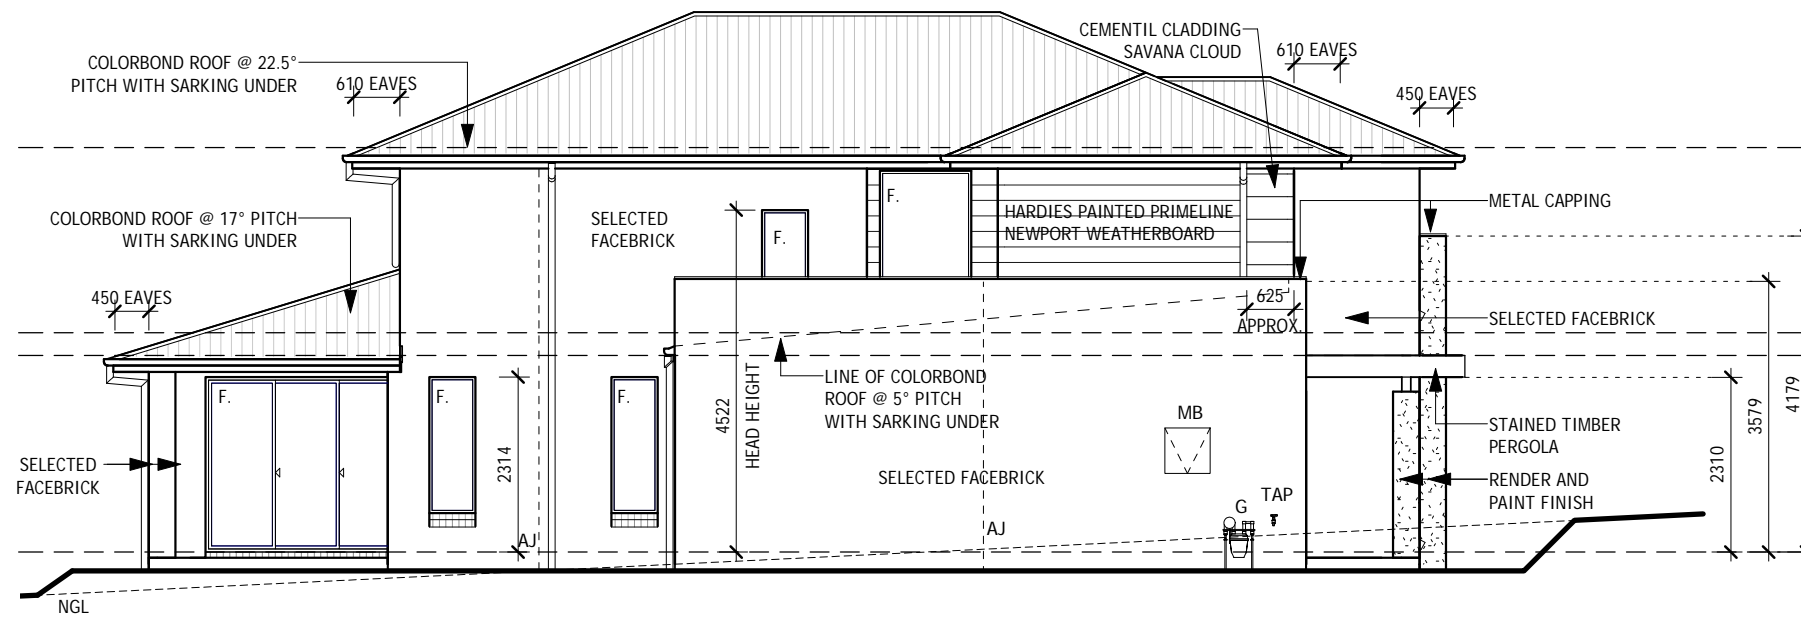 CEMENTIL CLADDING
SAVANA CLOUD
610 EAVES
COLORBOND ROOF @ 22.5°
PITCH WITH SARKING UNDER
610 EAVES
450 EAVES
METAL CAPPING
COLORBOND ROOF @ 17° PITCH
WITH SARKING UNDER
SELECTED
FACEBRICK
F.
F.
HARDIES PAINTED PRIMELINE
NEWPORT WEATHERBOARD
450 EAVES
625
APPROX.
SELECTED FACEBRICK
LINE OF COLORBOND
ROOF @ 5° PITCH
WITH SARKING UNDER
F.
F.
F.
4522
HEAD HEIGHT
2314
MB
STAINED TIMBER
PERGOLA
2310
3579
4179
SELECTED
FACEBRICK
SELECTED FACEBRICK
RENDER AND
PAINT FINISH
G
TAP
AJ
AJ
NGL